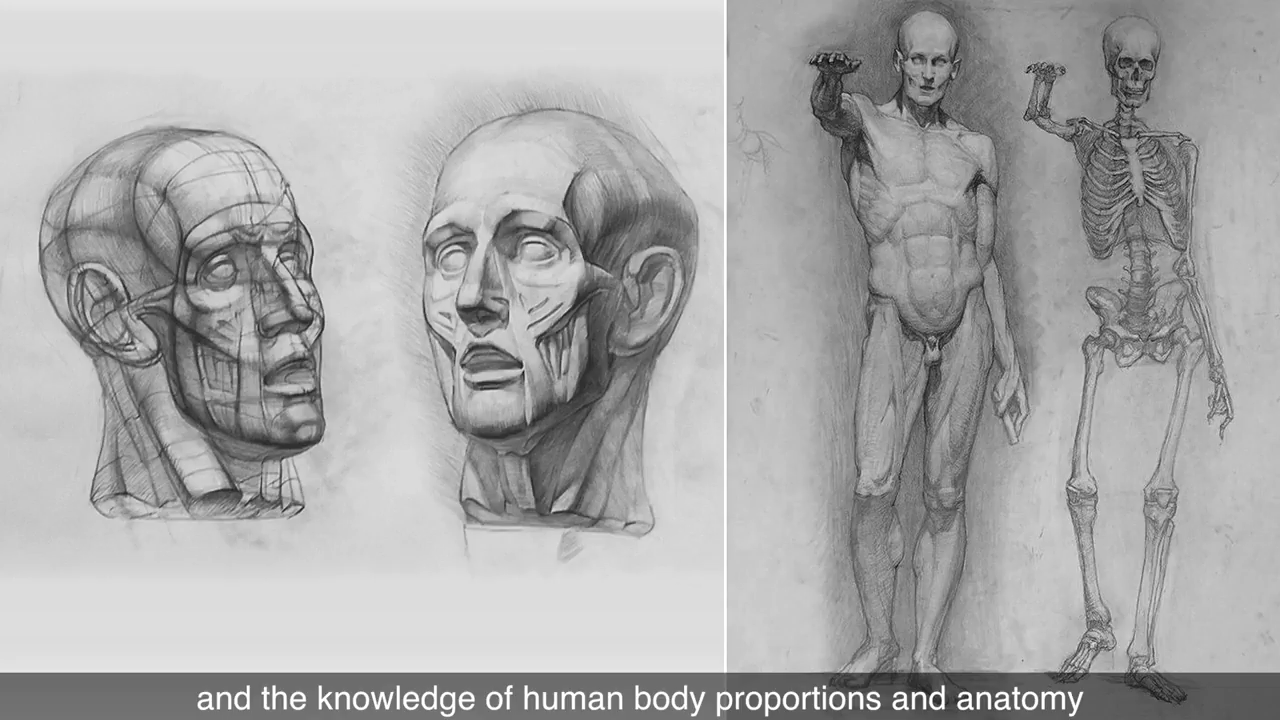 and the knowledge of human body proportions and anatomy